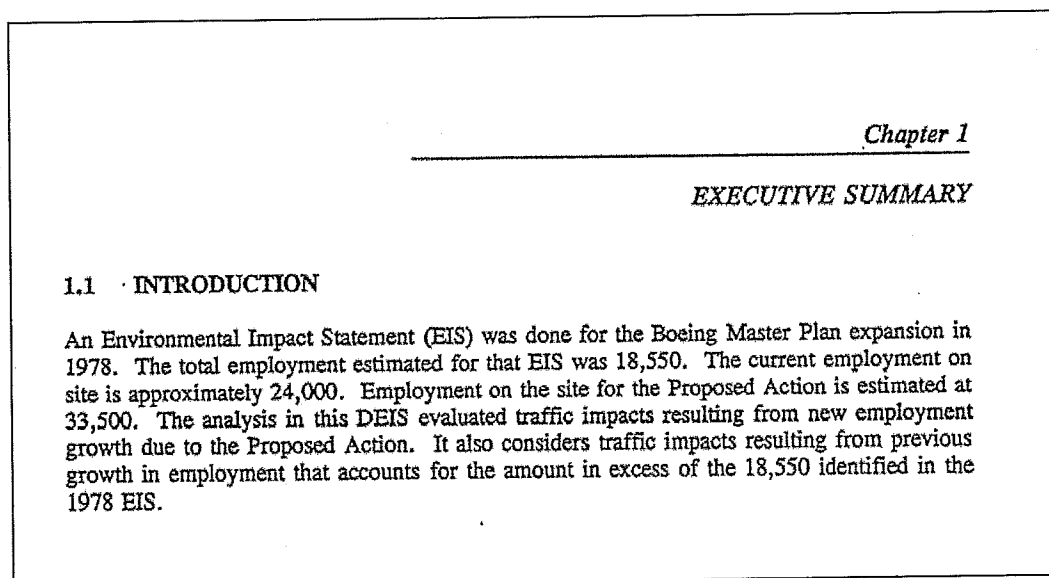 Chapter 1
EXECUTIVE SUMMARY
1.1 INTRODUCTION
An Environmental Impact Statement (EIS) was done for the Boeing Master Plan expansion in
1978. The total employment estimated for that EIS was 18,550. The current employment on
site is approximately 24,000. Employment on the site for the Proposed Action is estimated at
33,500. The analysis in this DEIS evaluated traffic impacts resulting from new employment
growth due to the Proposed Action. It also considers traffic impacts resulting from previous
growth in employment that accounts for the amount in excess of the 18,550 identified in the
1978 EIS.